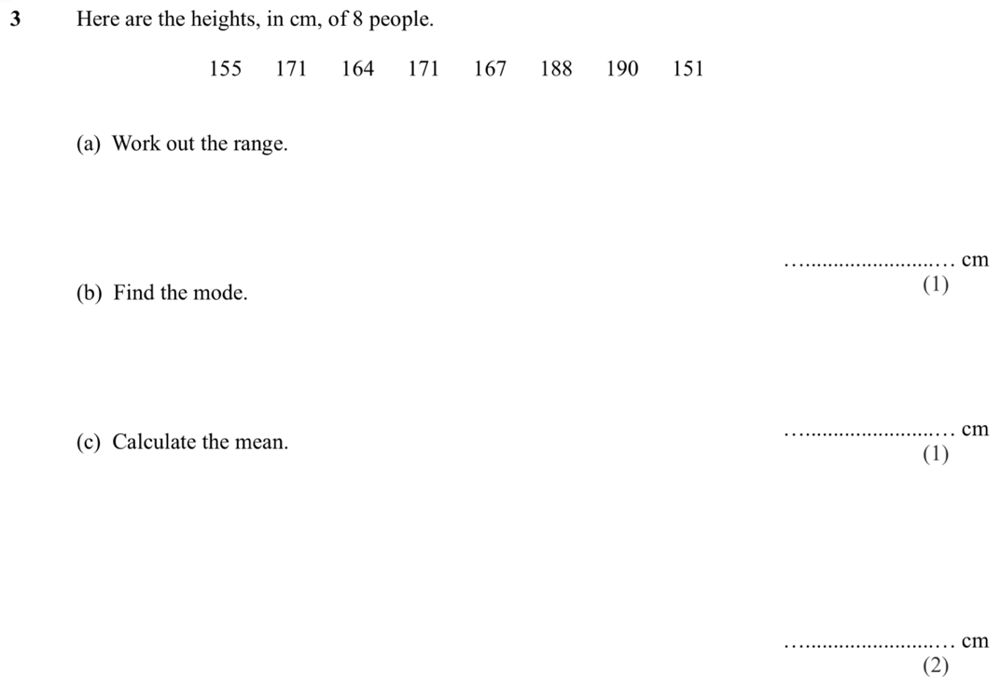 3 Here are the heights, in cm, of 8 people.
155 171 164 171 167 188 190 151
(a) Work out the range.
.............................. cm
(1)
(b) Find the mode.
.............................. cm
(1)
(c) Calculate the mean.
.............................. cm
(2)